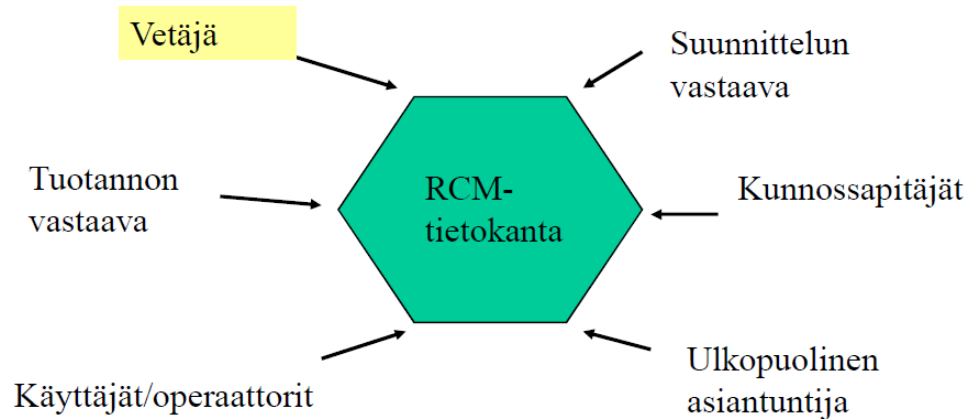 Vetäjä
Suunnittelun
vastaava
Tuotannon
vastaava
RCM-
tietokanta
Kunnossapitäjät
Käyttäjät/operaattorit
Ulkopuolinen
asiantuntija